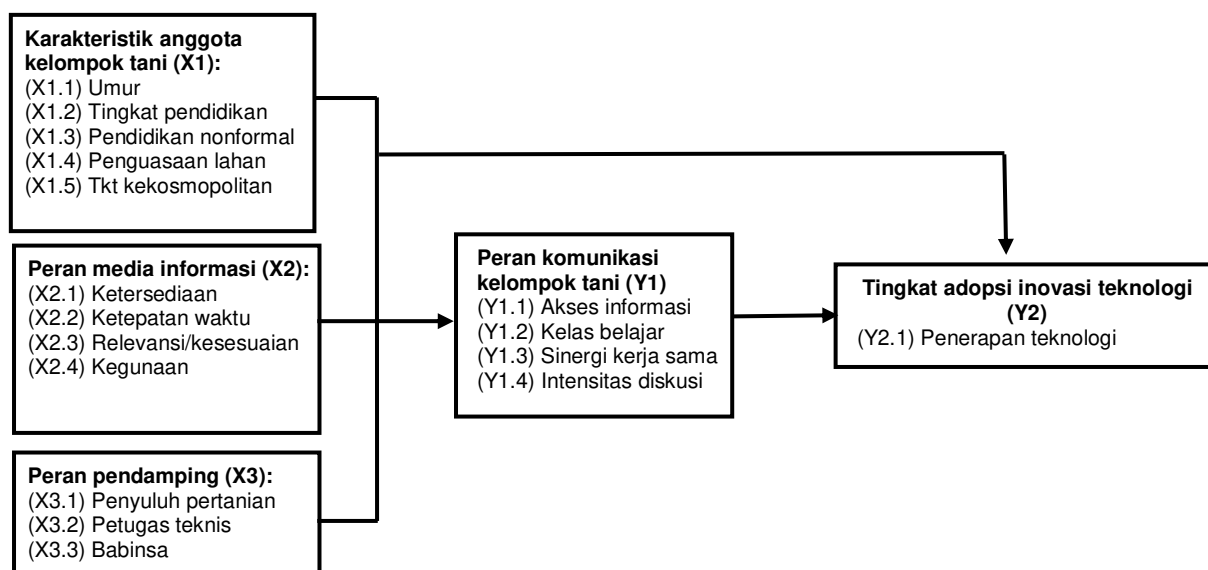 Karakteristik anggota
kelompok tani (X1):
(X1.1) Umur
(X1.2) Tingkat pendidikan
(X1.3) Pendidikan nonformal
(X1.4) Penguasaan lahan
(X1.5) Tkt kekosmopolitan
Peran media informasi (X2):
(X2.1) Ketersediaan
(X2.2) Ketepatan waktu
(X2.3) Relevansi/kesesuaian
(X2.4) Kegunaan
Peran pendamping (X3):
(X3.1) Penyuluh pertanian
(X3.2) Petugas teknis
(X3.3) Babinsa
Peran komunikasi
kelompok tani (Y1)
(Y1.1) Akses informasi
(Y1.2) Kelas belajar
(Y1.3) Sinergi kerja sama
(Y1.4) Intensitas diskusi
Tingkat adopsi inovasi teknologi
(Y2)
(Y2.1) Penerapan teknologi